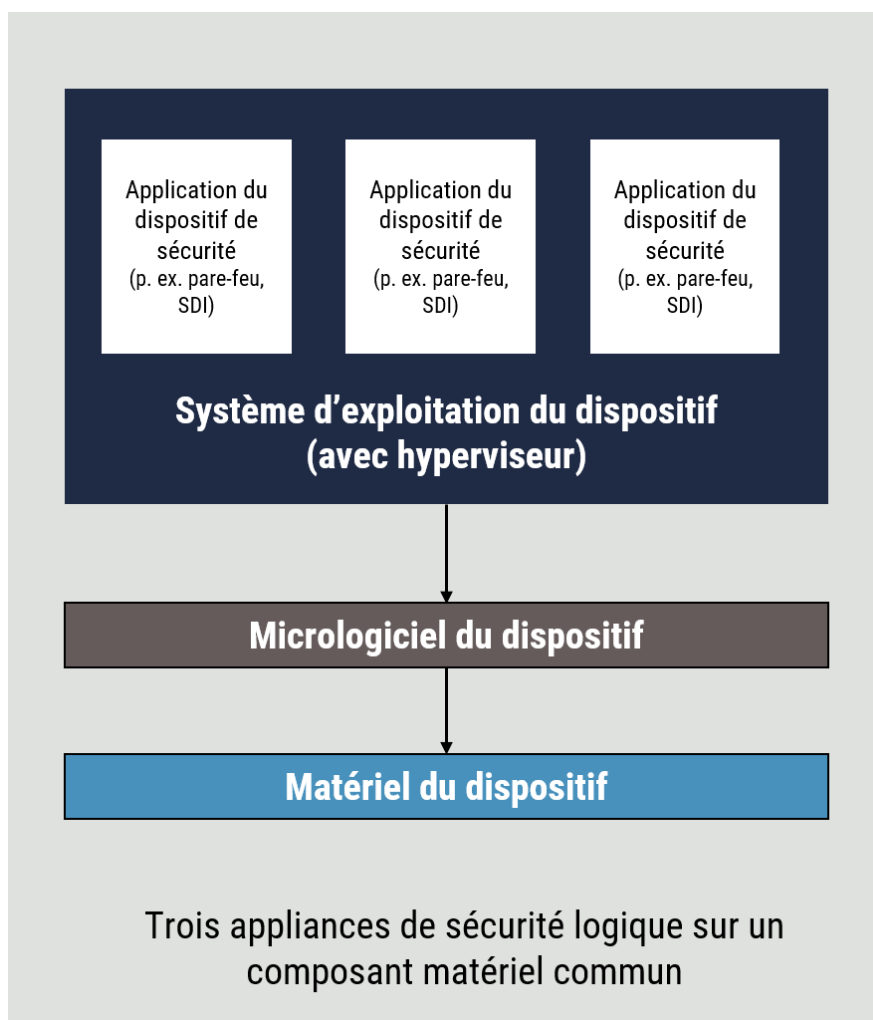 Application du
dispositif de
sécurité
(p. ex. pare-feu,
SDI)
Application du
dispositif de
sécurité
(p. ex. pare-feu,
SDI)
Application du
dispositif de
sécurité
(p. ex. pare-feu,
SDI)
Système d’exploitation du dispositif
(avec hyperviseur)
Micrologiciel du dispositif
Matériel du dispositif
Trois appliances de sécurité logique sur un
composant matériel commun